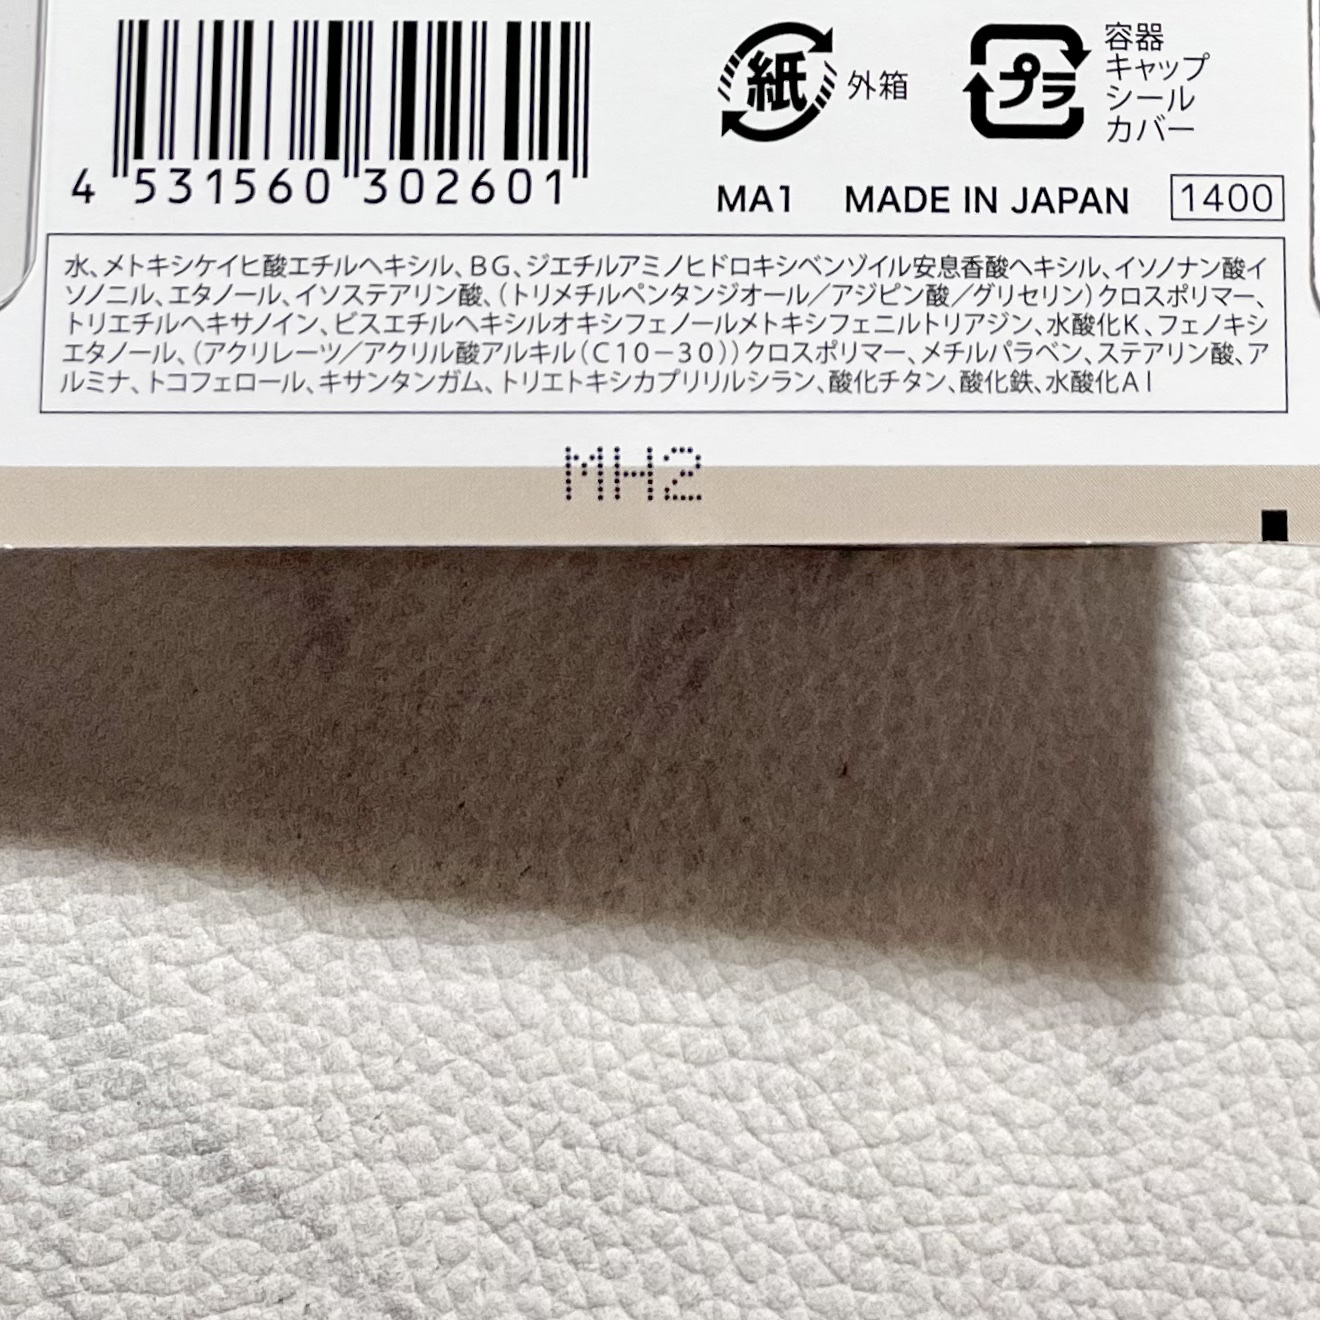 4 531560 302601
紙 外箱
プラ 容器
キャップ
シール
カバー
MA1 MADE IN JAPAN 1400
水、メトキシケイヒ酸エチルヘキシル、BG、ジエチルアミノヒドロキシベンゾイル安息香酸ヘキシル、イソノナン酸イ
ソノニル、エタノール、イソステアリン酸、(トリメチルペンタンジオール/アジピン酸/グリセリン)クロスポリマー、
トリエチルヘキサノイン、ビスエチルヘキシルオキシフェノールメトキシフェニルトリアジン、水酸化K、フェノキシ
エタノール、(アクリレーツ/アクリル酸アルキル(C10-30))クロスポリマー、メチルパラベン、ステアリン酸、ア
ルミナ、トコフェロール、キサンタンガム、トリエトキシカプリリルシラン、酸化チタン、酸化鉄、水酸化Al
MH2